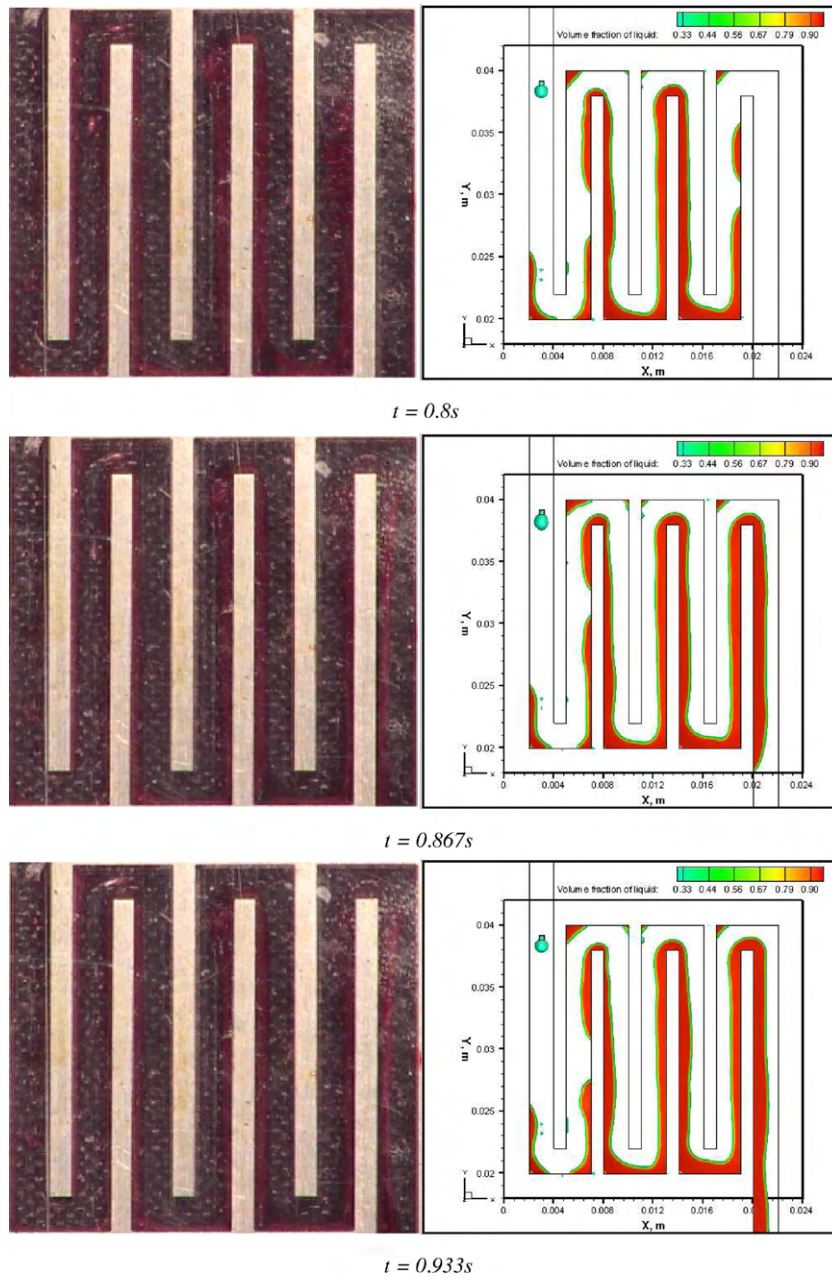 Volume fraction of liquid: 0.33 0.44 0.56 0.67 0.79 0.90
0.04
0.035
0.03
0.025
0.02
Y, m
Y
X
0 0.004 0.008 0.012 0.016 0.02 0.024
X, m
t = 0.8s
Volume fraction of liquid: 0.33 0.44 0.56 0.67 0.79 0.90
0.04
0.035
0.03
0.025
0.02
Y, m
Y
X
0 0.004 0.008 0.012 0.016 0.02 0.024
X, m
t = 0.867s
Volume fraction of liquid: 0.33 0.44 0.56 0.67 0.79 0.90
0.04
0.035
0.03
0.025
0.02
Y, m
Y
X
0 0.004 0.008 0.012 0.016 0.02 0.024
X, m
t = 0.933s